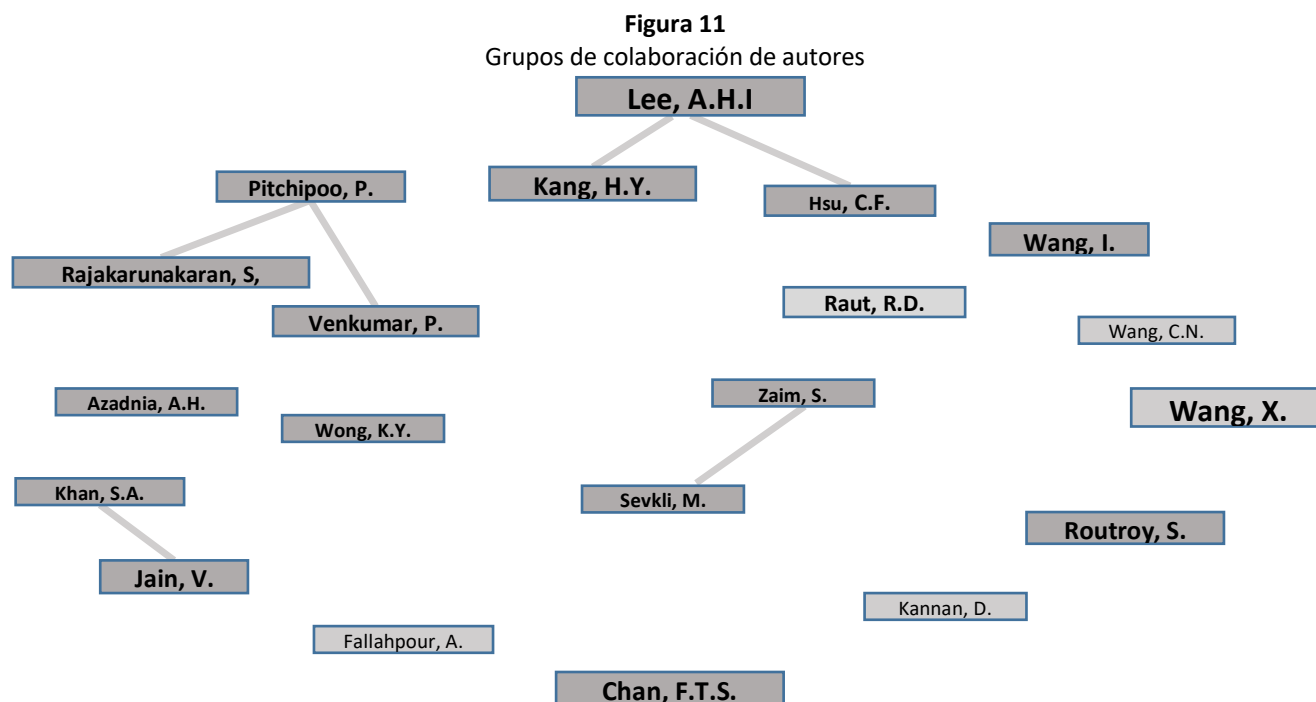 Figura 11
Grupos de colaboración de autores
Lee, A.H.I
Kang, H.Y.
Pitchipoo, P.
Hsu, C.F.
Wang, I.
Rajakarunakaran, S,
Raut, R.D.
Venkumar, P.
Wang, C.N.
Zaim, S.
Azadnia, A.H.
Wang, X.
Wong, K.Y.
Khan, S.A.
Sevkli, M.
Routroy, S.
Jain, V.
Kannan, D.
Fallahpour, A.
Chan, F.T.S.